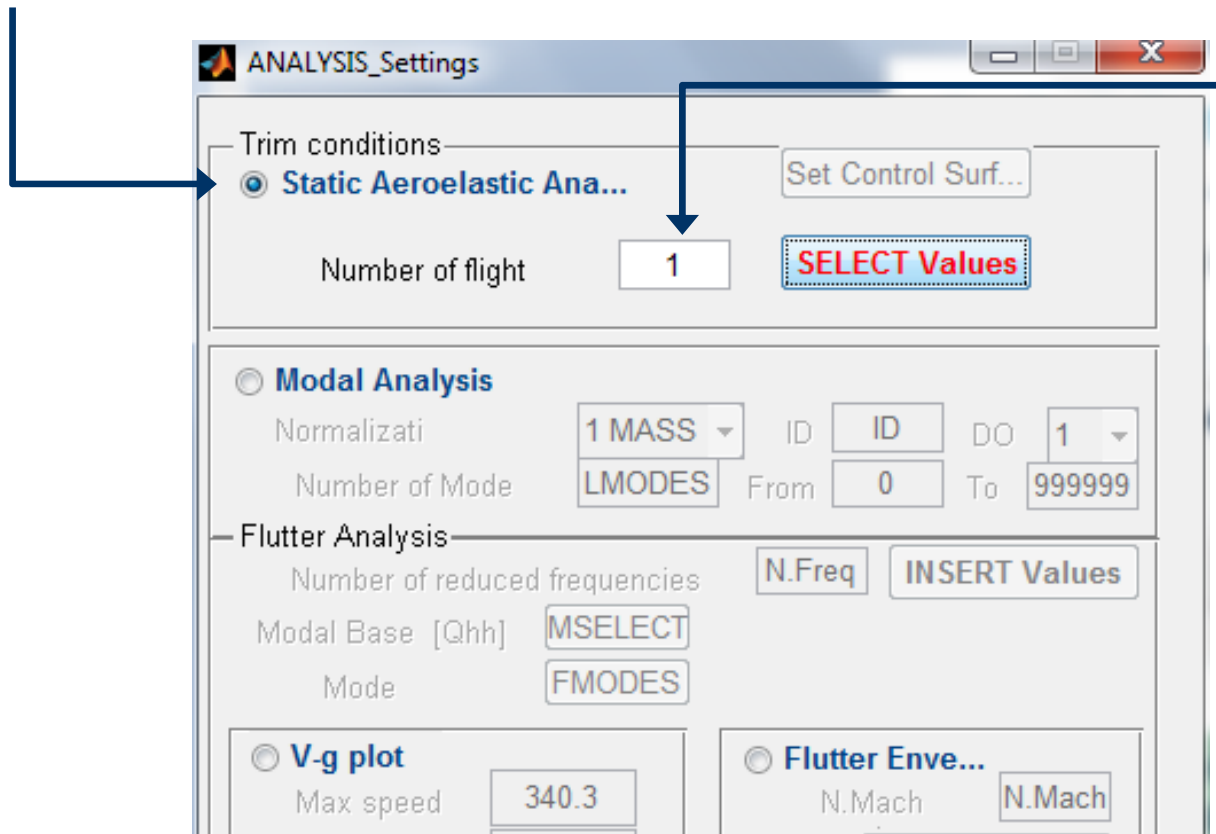 ANALYSIS_Settings
Trim conditions
Static Aeroelastic Ana...
Set Control Surf...
Number of flight 1 SELECT Values
Modal Analysis
Normalizati 1 MASS ID ID DO 1
Number of Mode LMODES From 0 To 999999
Flutter Analysis
Number of reduced frequencies N.Freq INSERT Values
Modal Base [Qhh] MSELECT
Mode FMODES
V-g plot Flutter Enve...
Max speed 340.3 N.Mach N.Mach